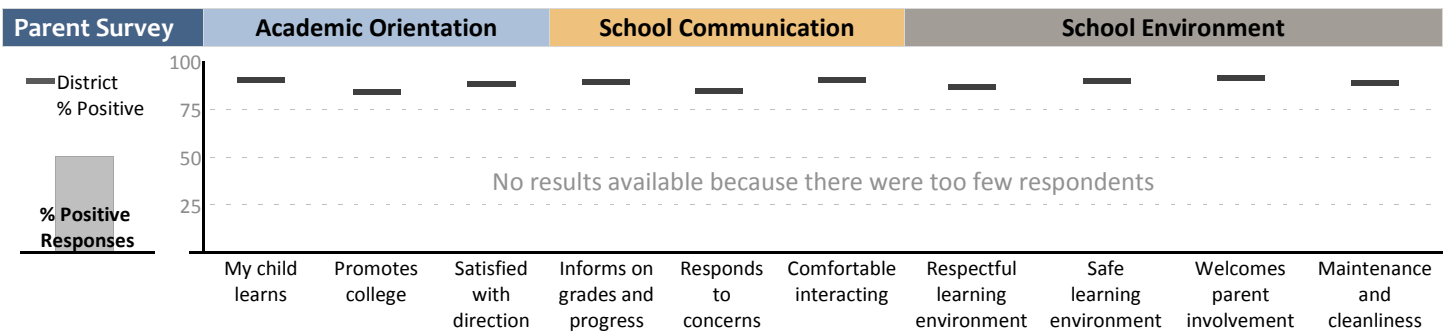 Parent Survey Academic Orientation School Communication School Environment
District
% Positive
% Positive
Responses
100
75
50
25
No results available because there were too few respondents
My child
learns
Promotes
college
Satisfied
with
direction
Informs on
grades and
progress
Responds
to
concerns
Comfortable
interacting
Respectful
learning
environment
Safe
learning
environment
Welcomes
parent
involvement
Maintenance
and
cleanliness